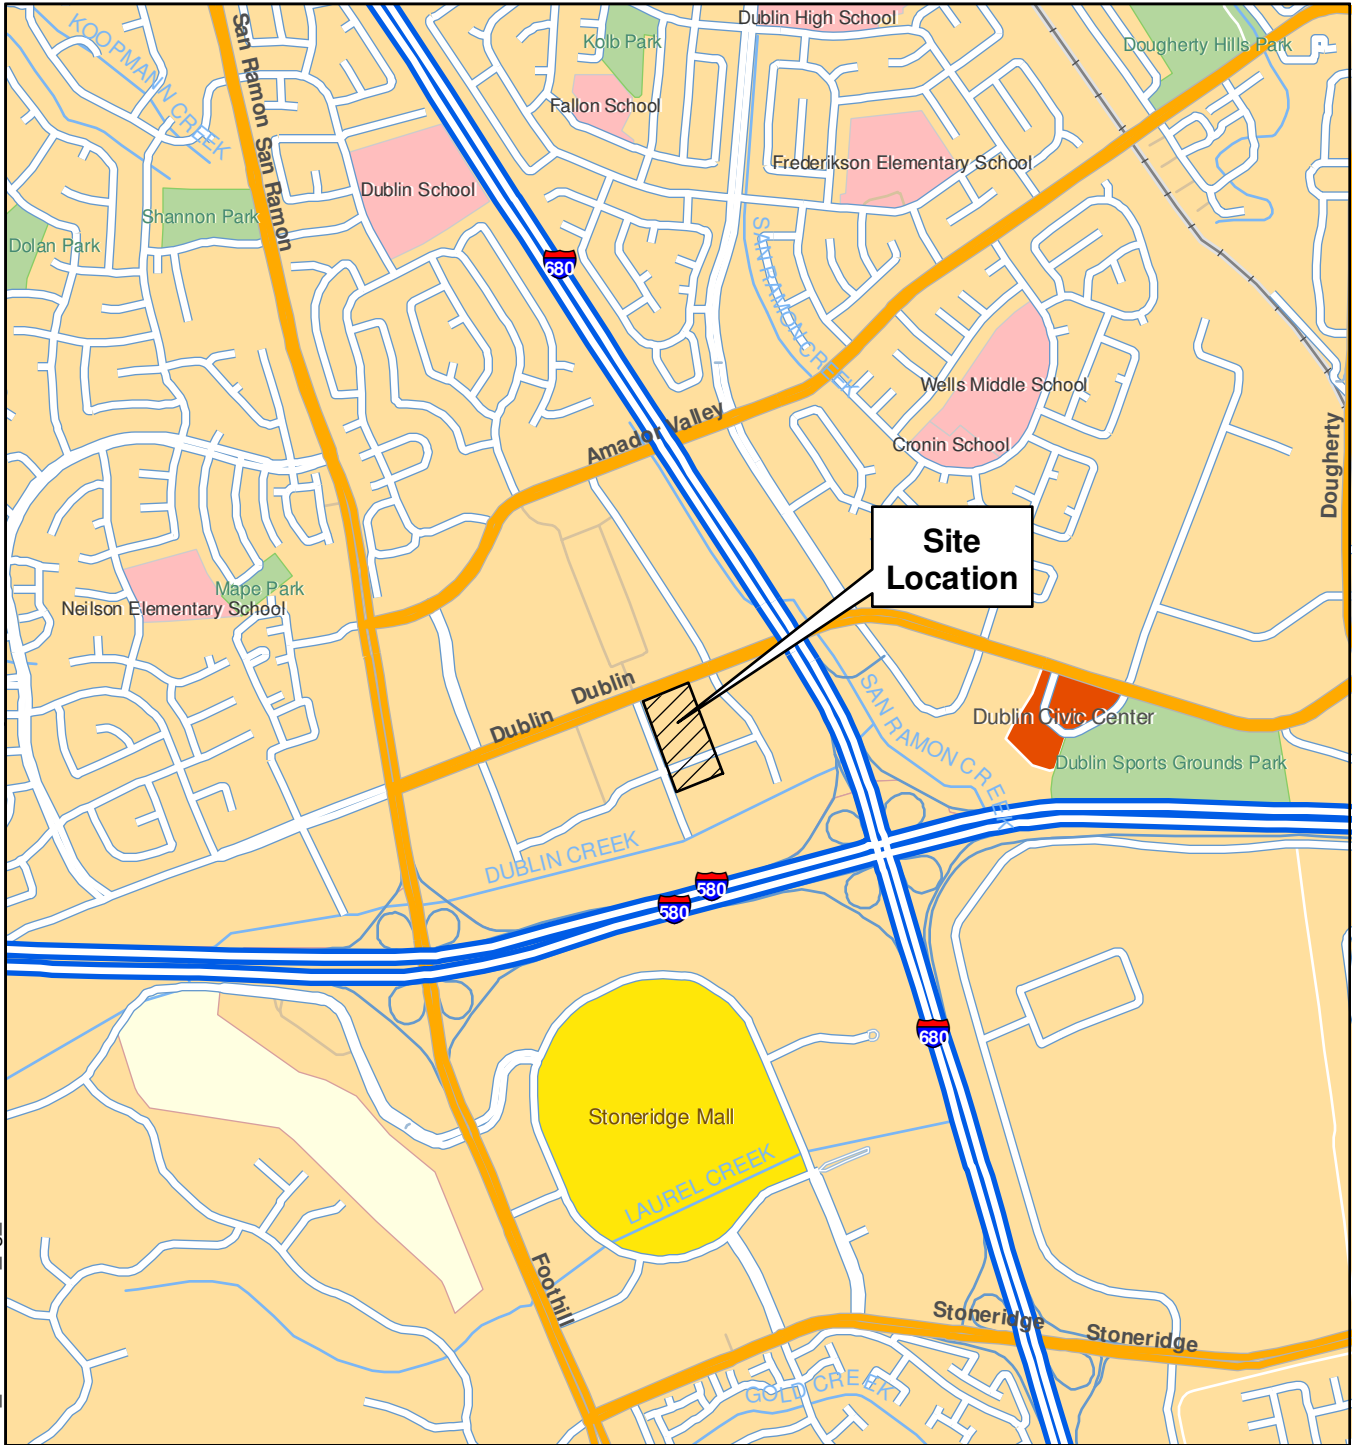 Dublin High School
KOOPMANN CREEK
San Ramon
San Ramon
Kolb Park
Dougherty Hills Park
Fallon School
Frederikson Elementary School
Dublin School
Shannon Park
Dolan Park
SAN RAMON CREEK
680
Wells Middle School
Amador Valley
Cronin School
Dougherty
Site
Location
Mape Park
Neilson Elementary School
Dublin
Dublin
SAN RAMON CREEK
Dublin Civic Center
Dublin Sports Grounds Park
DUBLIN CREEK
580
580
680
Stoneridge Mall
LAUREL CREEK
Foothill
Stoneridge
Stoneridge
GOLD CREEK